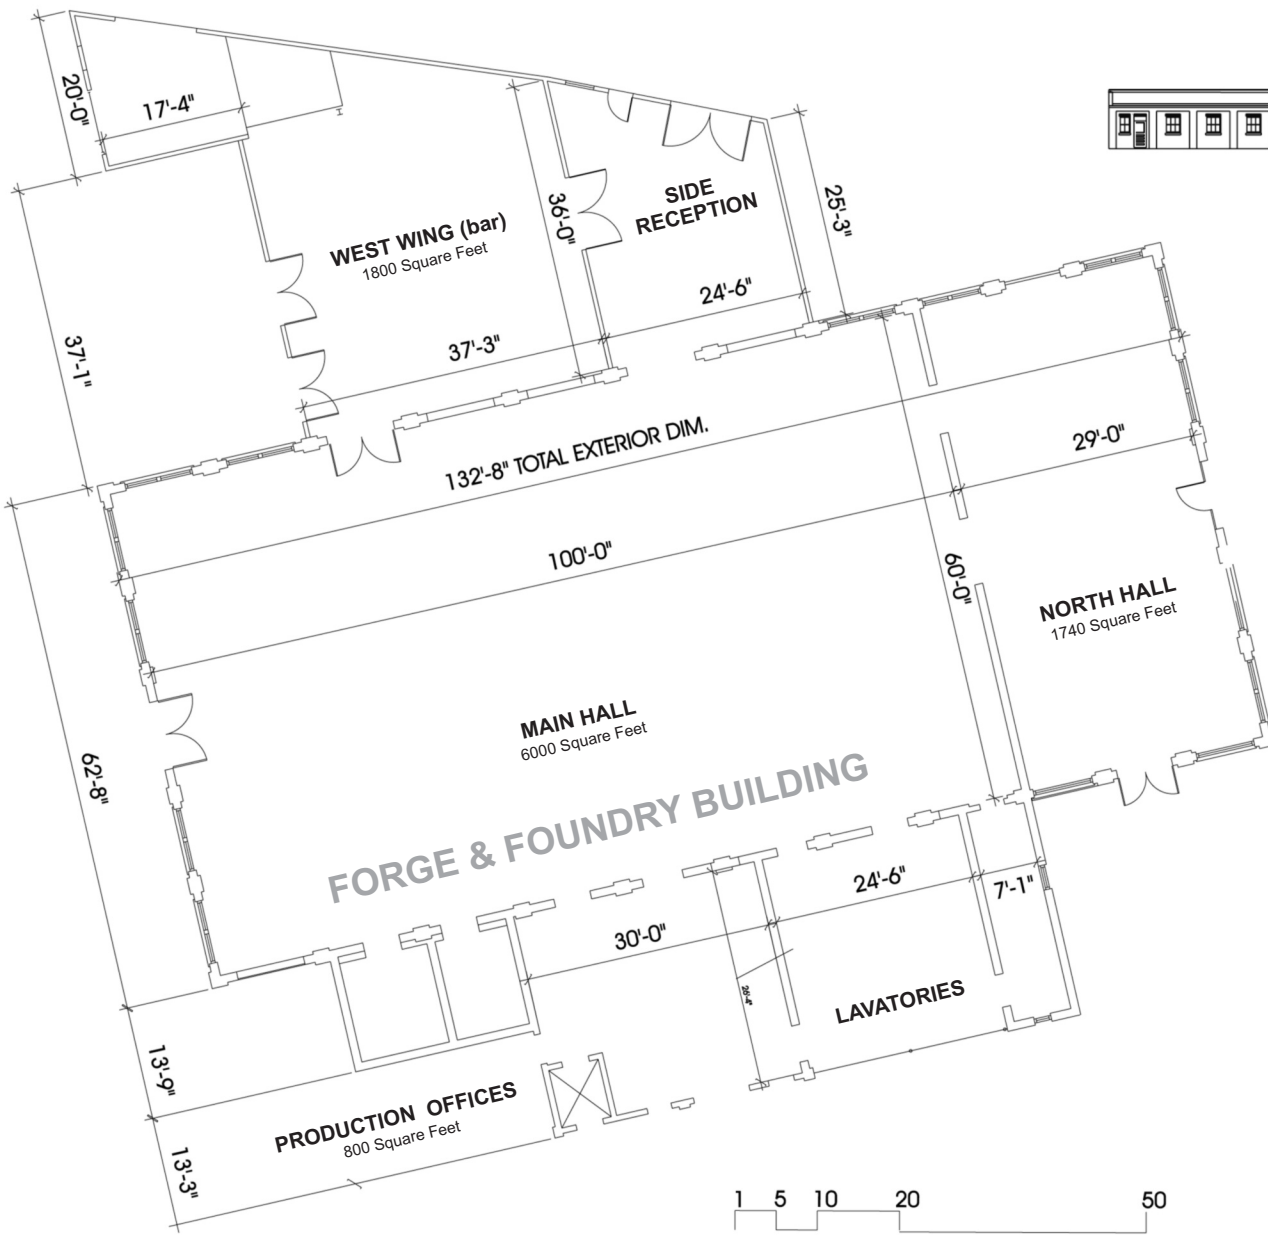 20'-0"
17'-4"
SIDE
RECEPTION
25'-3"
36'-0"
WEST WING (bar)
1800 Square Feet
24'-6"
37'-3"
37'-1"
132'-8" TOTAL EXTERIOR DIM.
29'-0"
100'-0"
60'-0"
NORTH HALL
1740 Square Feet
MAIN HALL
6000 Square Feet
62'-8"
FORGE & FOUNDRY BUILDING
24'-6"
7'-1"
30'-0"
26'-4"
LAVATORIES
13'-9"
PRODUCTION OFFICES
800 Square Feet
13'-3"
1 5 10 20 50